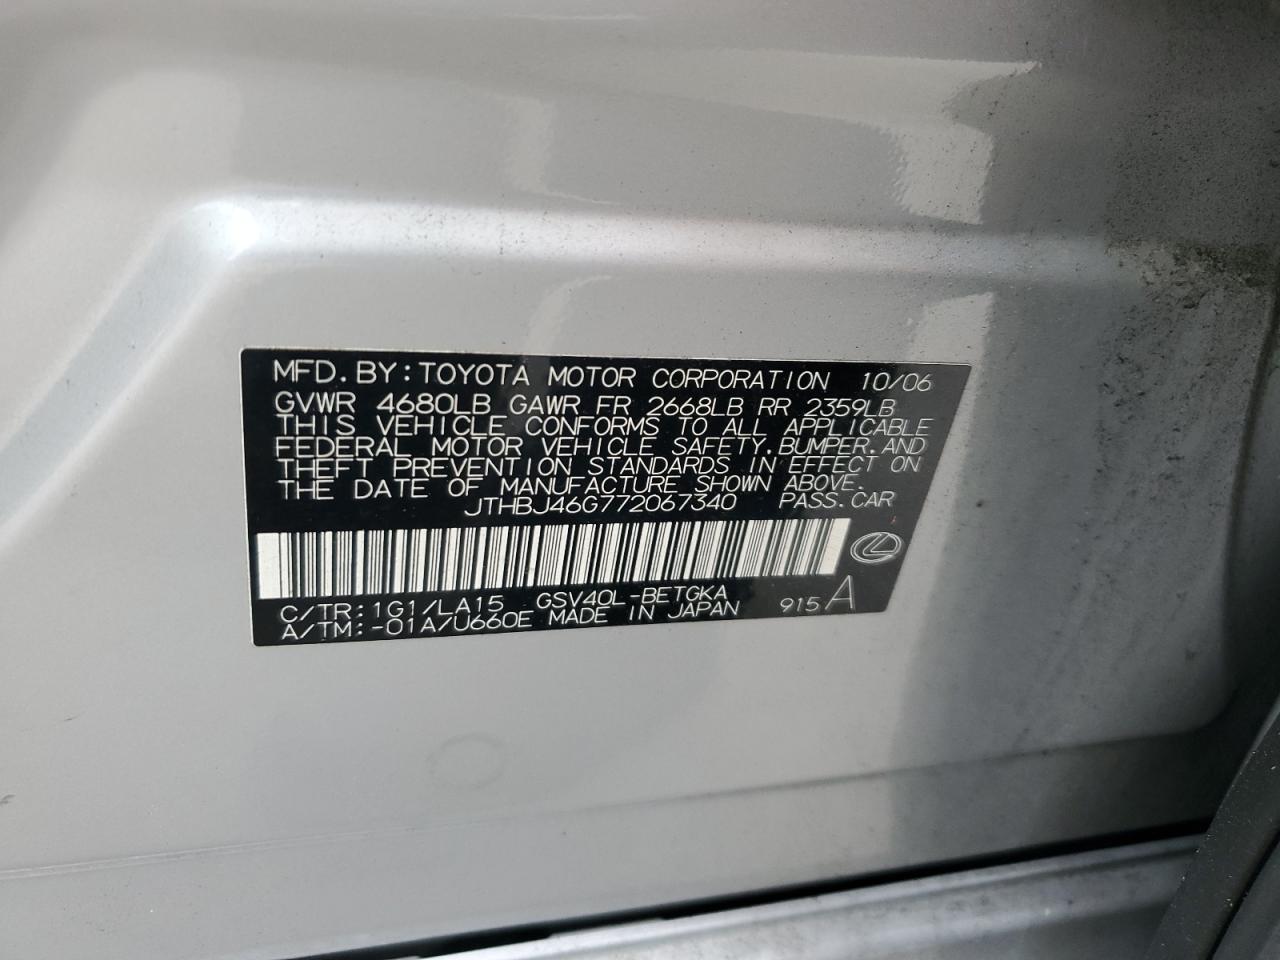 MFD.BY:TOYOTA MOTOR CORPORATION 10/06
GVWR 4680LB GAWR FR 2668LB RR 2359LB
THIS VEHICLE CONFORMS TO ALL APPLICABLE
FEDERAL MOTOR VEHICLE SAFETY,BUMPER,AND
THEFT PREVENTION STANDARDS IN EFFECT ON
THE DATE OF MANUFACTURE SHOWN ABOVE.
JTHBJ46G772067340 PASS.CAR
C/TR:1G1/LA15 GSV40L-BETGKA
A/TM:-01A/U660E MADE IN JAPAN 915A